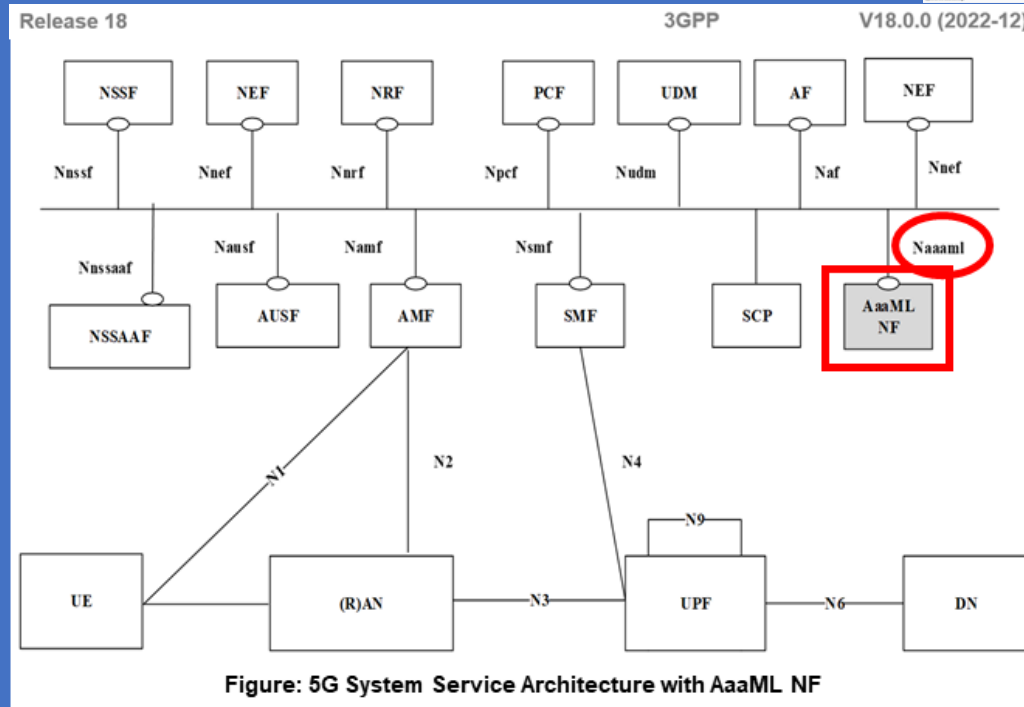 Release 18 3GPP V18.0.0 (2022-12)
NSSF NEF NRF PCF UDM AF NEF
Nnssf Nnef Nnrf Npcf Nudm Naf Nnef
Nnssaaf Nausf Namf Nsmf Naaaml
NSSAAF AUSF AMF SMF SCP AaaML
NF
N1 N2 N4
N9
UE (R)AN N3 UPF N6 DN
Figure: 5G System Service Architecture with AaaML NF